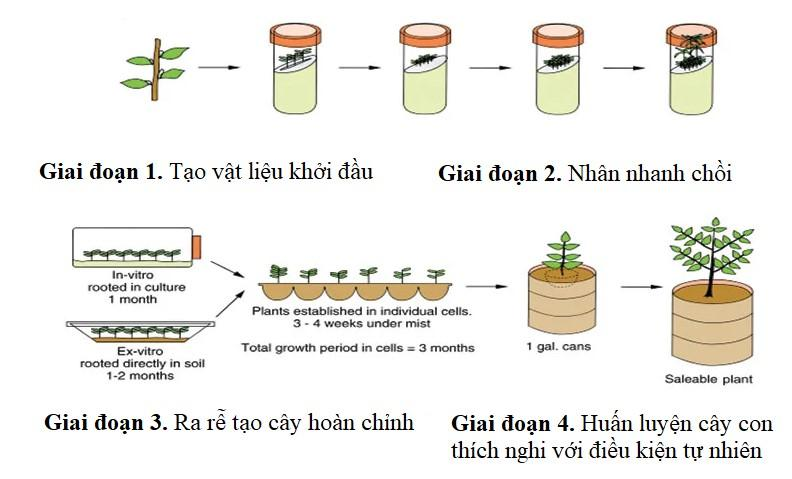 Giai đoạn 1. Tạo vật liệu khởi đầu
Giai đoạn 2. Nhân nhanh chồi
In-vitro
rooted in culture
1 month
Ex-vitro
rooted directly in soil
1-2 months
Plants established in individual cells.
3 - 4 weeks under mist
Total growth period in cells = 3 months
1 gal. cans
Saleable plant
Giai đoạn 3. Ra rễ tạo cây hoàn chỉnh
Giai đoạn 4. Huấn luyện cây con
thích nghi với điều kiện tự nhiên